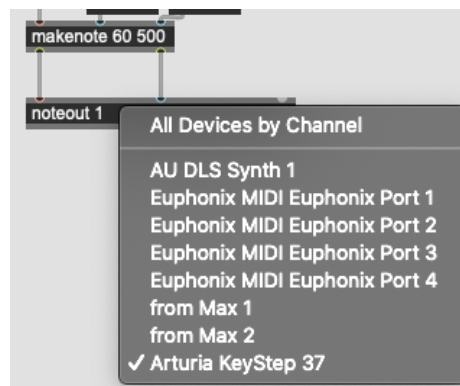 makenote 60 500
noteout 1
All Devices by Channel
AU DLS Synth 1
Euphonix MIDI Euphonix Port 1
Euphonix MIDI Euphonix Port 2
Euphonix MIDI Euphonix Port 3
Euphonix MIDI Euphonix Port 4
from Max 1
from Max 2
✓ Arturia KeyStep 37